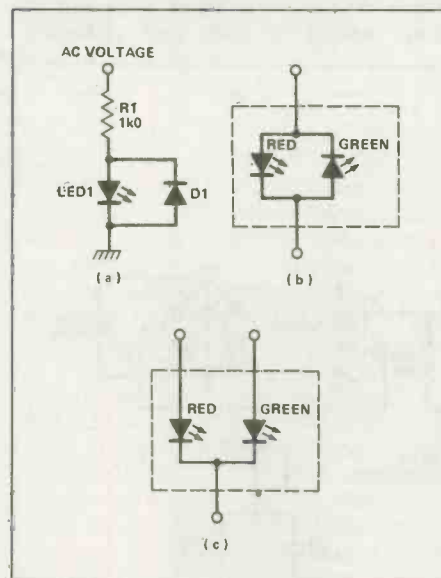 AC VOLTAGE
R1
1k0
LED1
D1
(a)
RED
GREEN
(b)
RED
GREEN
(c)